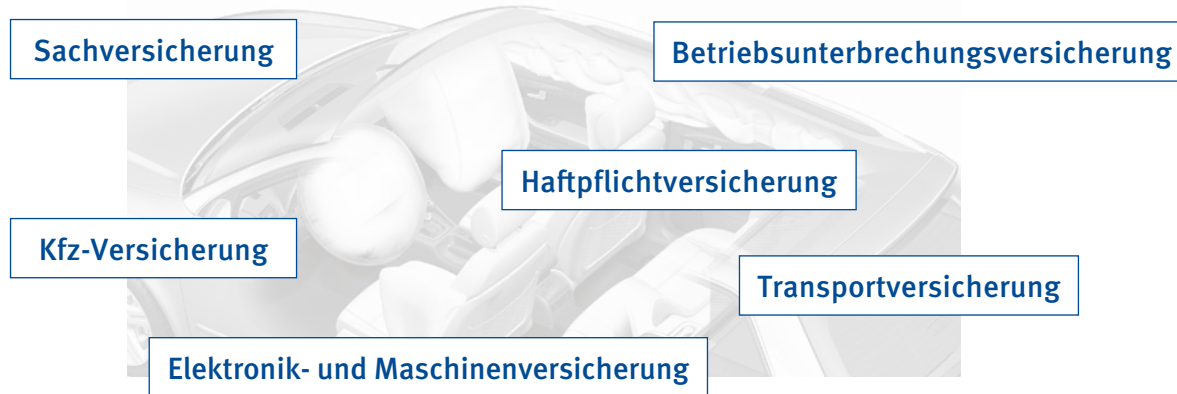 Sachversicherung
Betriebsunterbrechungsversicherung
Haftpflichtversicherung
Kfz-Versicherung
Transportversicherung
Elektronik- und Maschinenversicherung